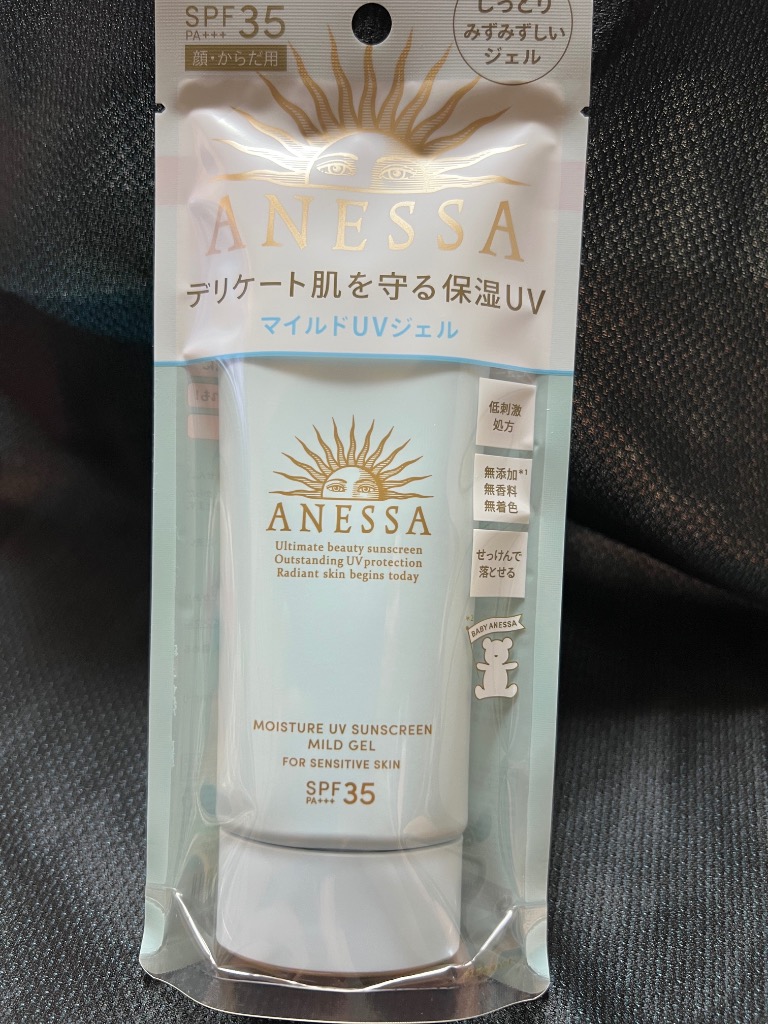 SPF 35
PA+++
顔・からだ用
しっとり
みずみずしい
ジェル
ANESSA
デリケート肌を守る保湿UV
マイルドUVジェル
低刺激
処方
無添加*1
無香料
無着色
せっけんで
落とせる
BABY ANESSA
ANESSA
Ultimate beauty sunscreen
Outstanding UV protection
Radiant skin begins today
MOISTURE UV SUNSCREEN
MILD GEL
FOR SENSITIVE SKIN
SPF 35
PA+++